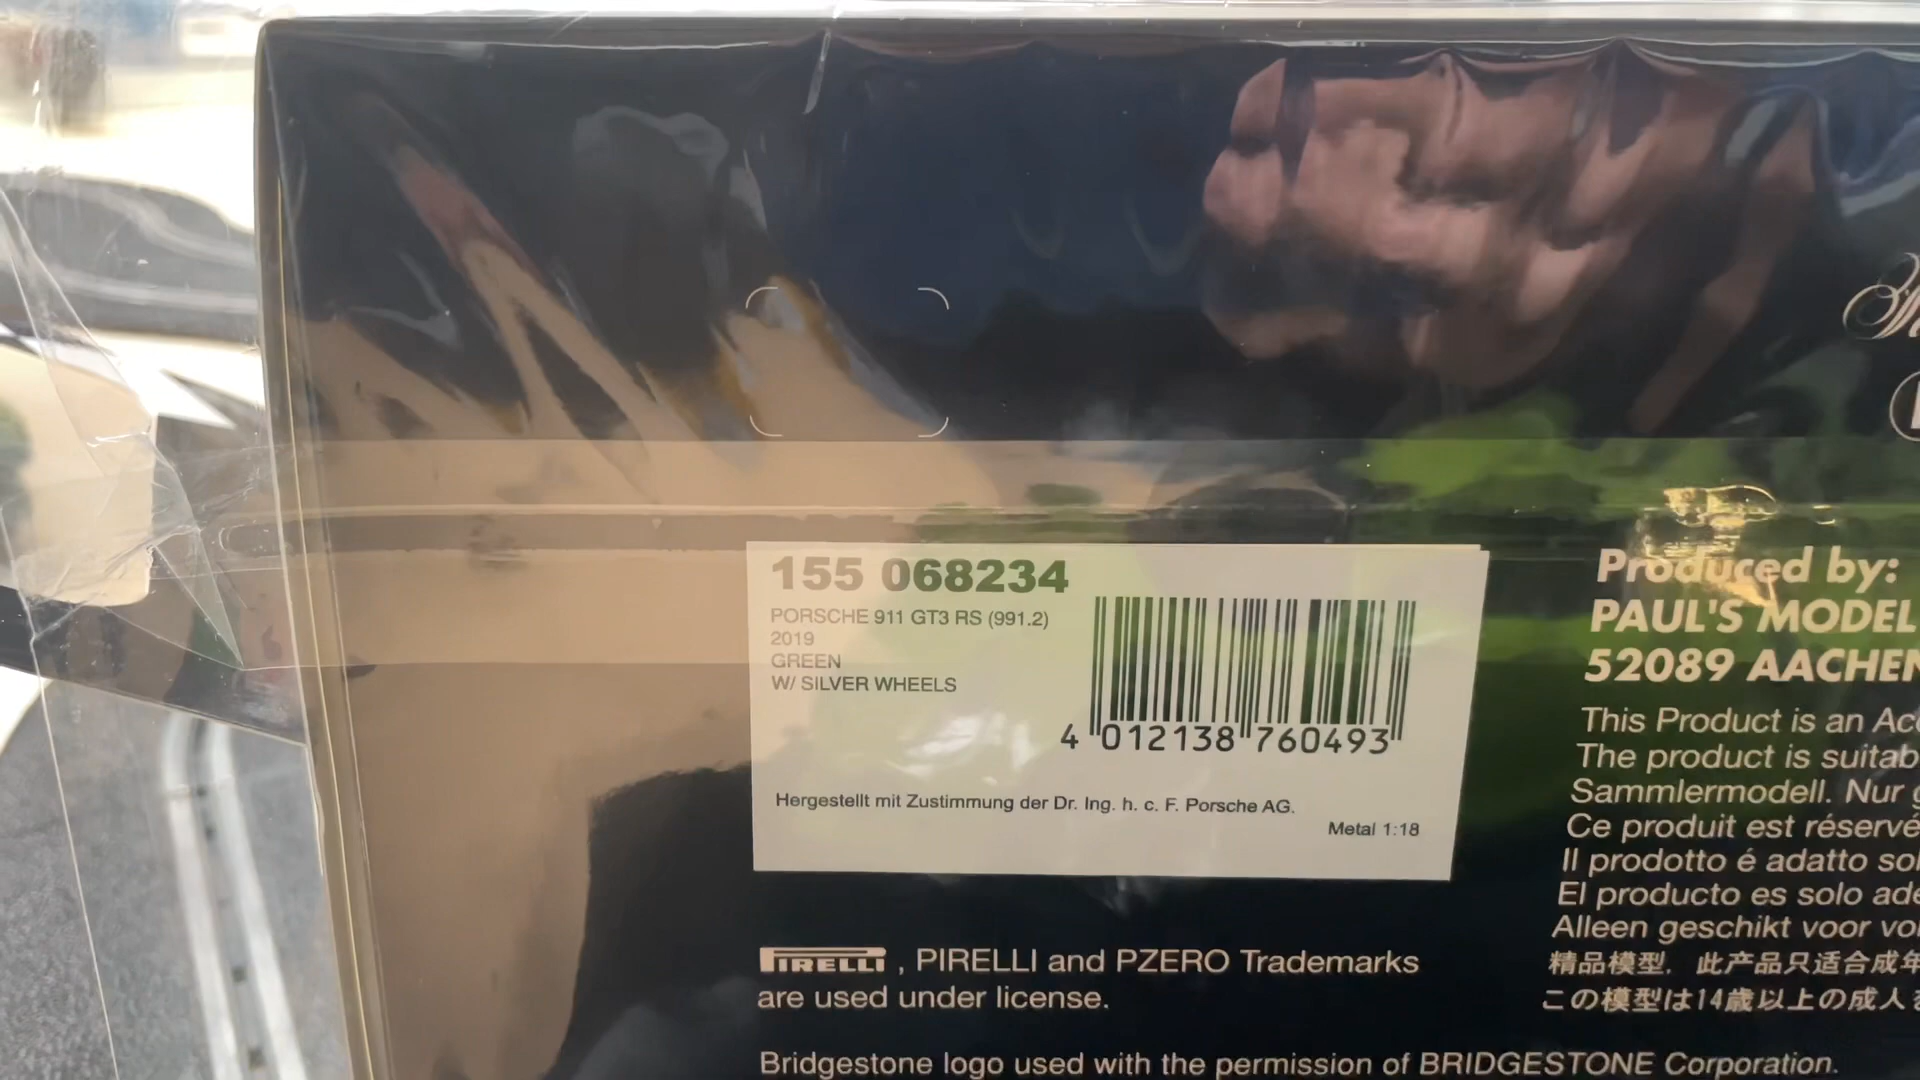 155 068234
PORSCHE 911 GT3 RS (991.2)
2019
GREEN
W/ SILVER WHEELS
4 012138 760493
Hergestellt mit Zustimmung der Dr. Ing. h. c. F. Porsche AG.
Metal 1:18
PIRELLI , PIRELLI and PZERO Trademarks
are used under license.
Bridgestone logo used with the permission of BRIDGESTONE Corporation.
Produced by:
PAUL'S MODEL
52089 AACHEN
This Product is an
The product is
Sammlermodell. Nur
Ce produit est réservé
Il prodotto é adatto
El producto es solo
Alleen geschikt voor
精品模型, 此产品只适合成年
この模型は14歳以上の成人